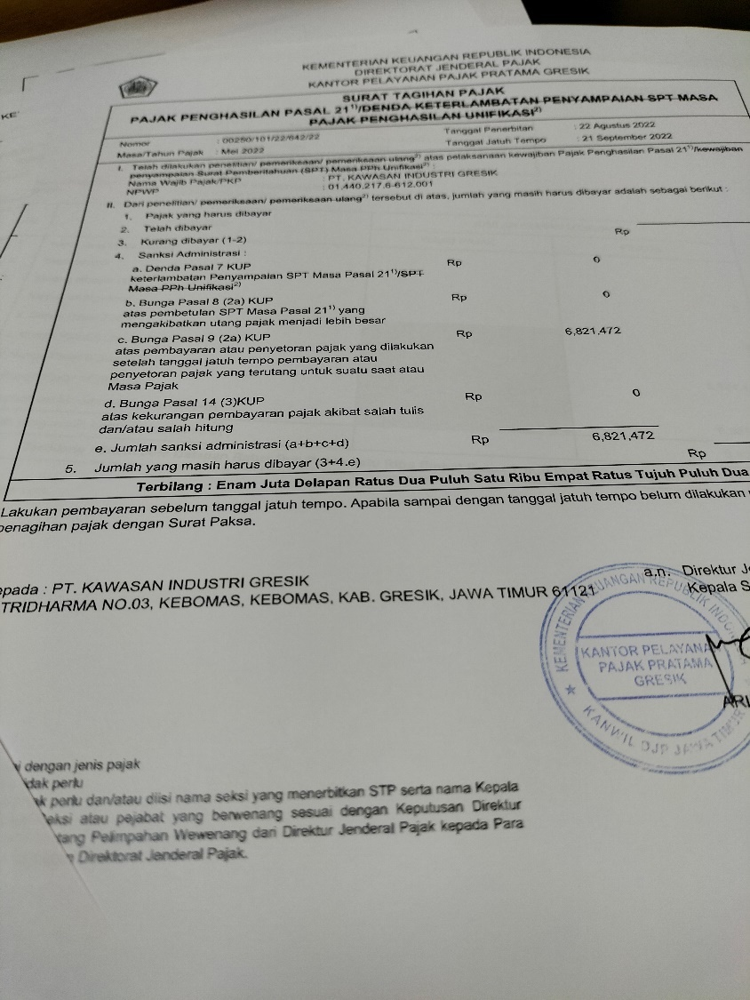 KE
KEMENTERIAN KEUANGAN REPUBLIK INDONESIA
DIREKTORAT JENDERAL PAJAK
KANTOR PELAYANAN PAJAK PRATAMA GRESIK
SURAT TAGIHAN PAJAK
PAJAK PENGHASILAN PASAL 21¹⁾/DENDA KETERLAMBATAN PENYAMPAIAN SPT MASA
PAJAK PENGHASILAN UNIFIKASI²⁾
Nomor : 00250/101/22/642/22
Tanggal Penerbitan : 22 Agustus 2022
Masa/Tahun Pajak : Mei 2022
Tanggal Jatuh Tempo : 21 September 2022
I. Telah dilakukan penelitian/ pemeriksaan/ pemeriksaan ulang²⁾ atas pelaksanaan kewajiban Pajak Penghasilan Pasal 21¹⁾/kewajiban
penyampaian Surat Pemberitahuan (SPT) Masa PPh Unifikasi²⁾ :
Nama Wajib Pajak/PKP : PT. KAWASAN INDUSTRI GRESIK
NPWP : 01.440.217.6-612.001
II. Dari penelitian/ pemeriksaan/ pemeriksaan ulang²⁾ tersebut di atas, jumlah yang masih harus dibayar adalah sebagai berikut :
1. Pajak yang harus dibayar
2. Telah dibayar
3. Kurang dibayar (1-2) Rp
4. Sanksi Administrasi :
a. Denda Pasal 7 KUP Rp 0
keterlambatan Penyampaian SPT Masa Pasal 21¹⁾/SPT
Masa PPh Unifikasi²⁾
b. Bunga Pasal 8 (2a) KUP Rp 0
atas pembetulan SPT Masa Pasal 21¹⁾ yang
mengakibatkan utang pajak menjadi lebih besar
c. Bunga Pasal 9 (2a) KUP Rp 6,821,472
atas pembayaran atau penyetoran pajak yang dilakukan
setelah tanggal jatuh tempo pembayaran atau
penyetoran pajak yang terutang untuk suatu saat atau
Masa Pajak
d. Bunga Pasal 14 (3)KUP Rp 0
atas kekurangan pembayaran pajak akibat salah tulis
dan/atau salah hitung
e. Jumlah sanksi administrasi (a+b+c+d) Rp 6,821,472
5. Jumlah yang masih harus dibayar (3+4.e) Rp
Terbilang : Enam Juta Delapan Ratus Dua Puluh Satu Ribu Empat Ratus Tujuh Puluh Dua
Lakukan pembayaran sebelum tanggal jatuh tempo. Apabila sampai dengan tanggal jatuh tempo belum dilakukan
penagihan pajak dengan Surat Paksa.
epada : PT. KAWASAN INDUSTRI GRESIK
TRIDHARMA NO.03, KEBOMAS, KEBOMAS, KAB. GRESIK, JAWA TIMUR 61121
a.n. Direktur Je
Kepala S
KEMENTERIAN KEUANGAN REPUBLIK INDON
KANTOR PELAYANA
PAJAK PRATAMA
GRESIK
KANWIL DJP JAWA TIMUR
ARI
i dengan jenis pajak
idak perlu
ak perlu dan/atau diisi nama seksi yang menerbitkan STP serta nama Kepala
eksi atau pejabat yang berwenang sesuai dengan Keputusan Direktur
tang Pelimpahan Wewenang dari Direktur Jenderal Pajak kepada Para
Direktorat Jenderal Pajak.